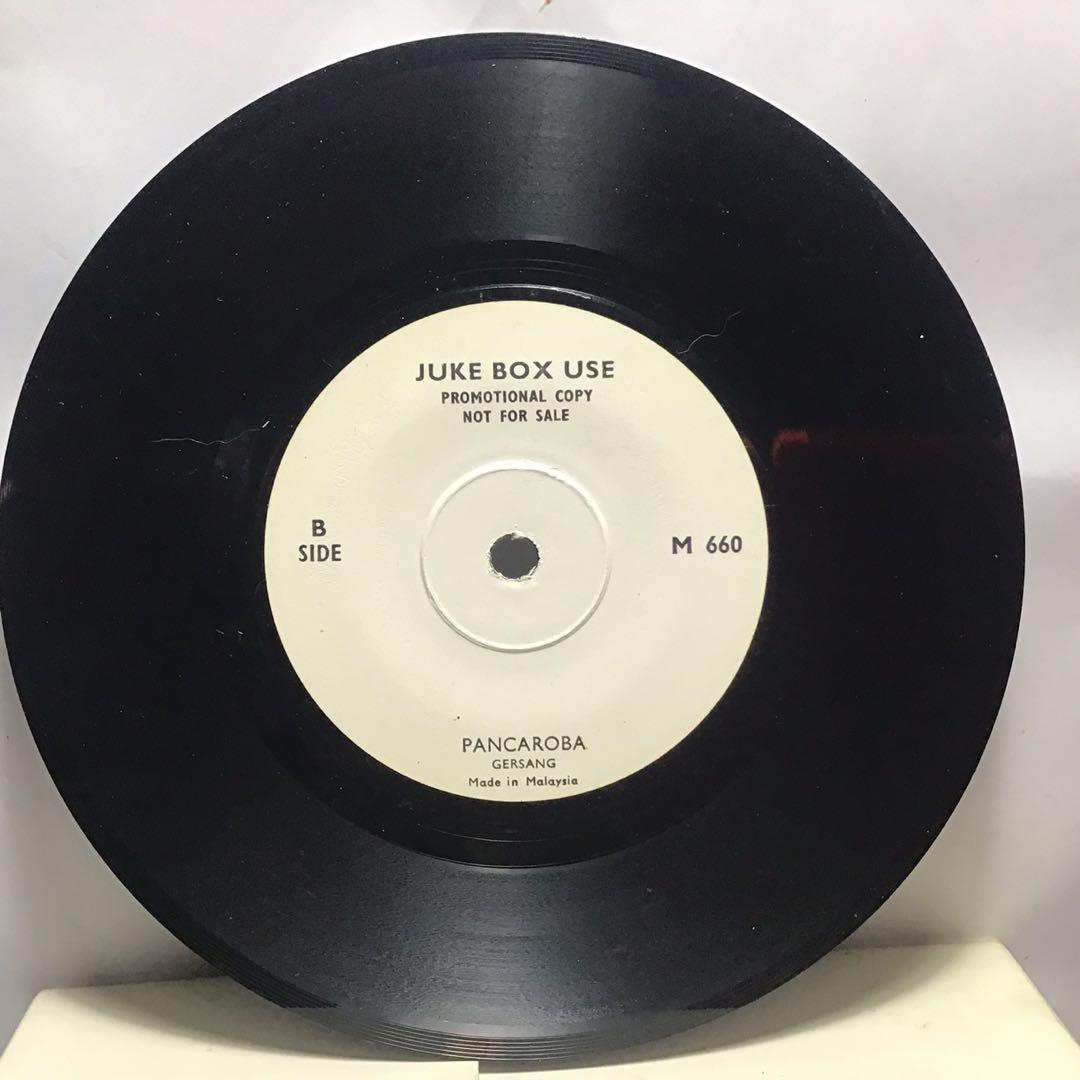 JUKE BOX USE
PROMOTIONAL COPY
NOT FOR SALE
B
SIDE
M 660
PANCAROBA
GERSANG
Made in Malaysia